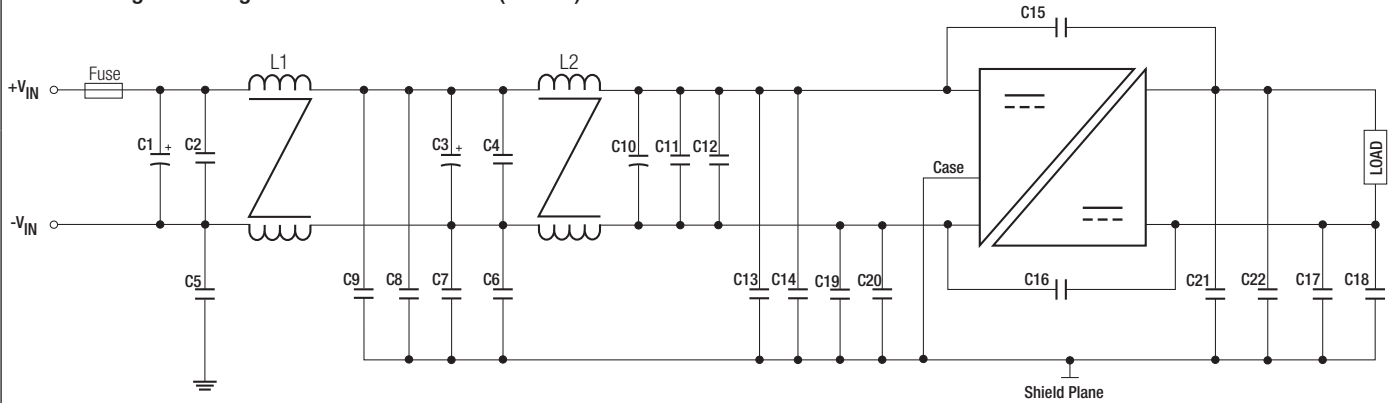 C15
L1
L2
Fuse
+VIN
C1 +
C2
C3 +
C4
C10
C11
C12
Case
LOAD
-VIN
C5
C9
C8
C7
C6
C13
C14
C19
C20
C16
C21
C22
C17
C18
Shield Plane